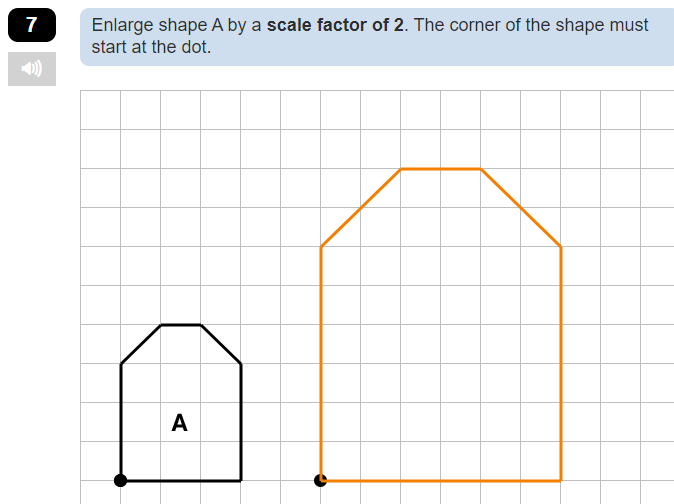 7
Enlarge shape A by a scale factor of 2. The corner of the shape must
start at the dot.
A